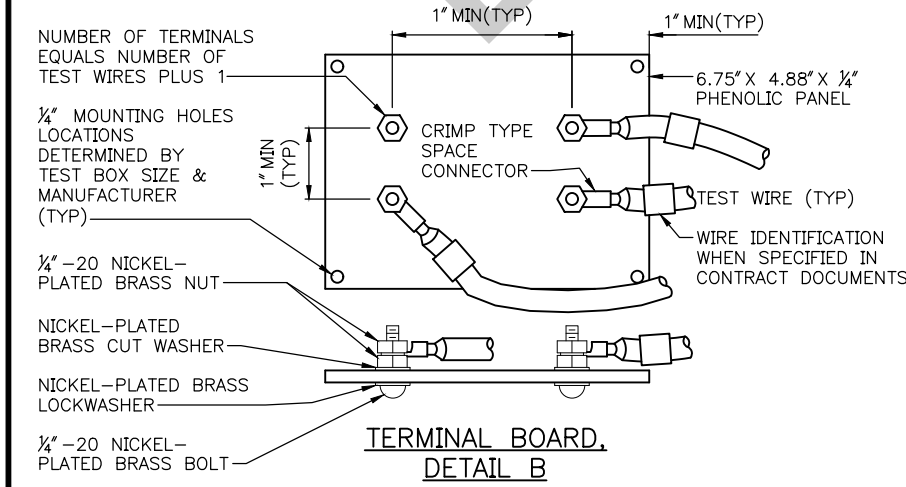 1" MIN(TYP)
1" MIN(TYP)
NUMBER OF TERMINALS
EQUALS NUMBER OF
TEST WIRES PLUS 1
6.75" X 4.88" X ¼"
PHENOLIC PANEL
¼" MOUNTING HOLES
LOCATIONS
DETERMINED BY
TEST BOX SIZE &
MANUFACTURER
(TYP)
1" MIN
(TYP)
CRIMP TYPE
SPACE
CONNECTOR
TEST WIRE (TYP)
WIRE IDENTIFICATION
WHEN SPECIFIED IN
CONTRACT DOCUMENTS
¼"-20 NICKEL-
PLATED BRASS NUT
NICKEL-PLATED
BRASS CUT WASHER
NICKEL-PLATED BRASS
LOCKWASHER
¼"-20 NICKEL-
PLATED BRASS BOLT
TERMINAL BOARD,
DETAIL B